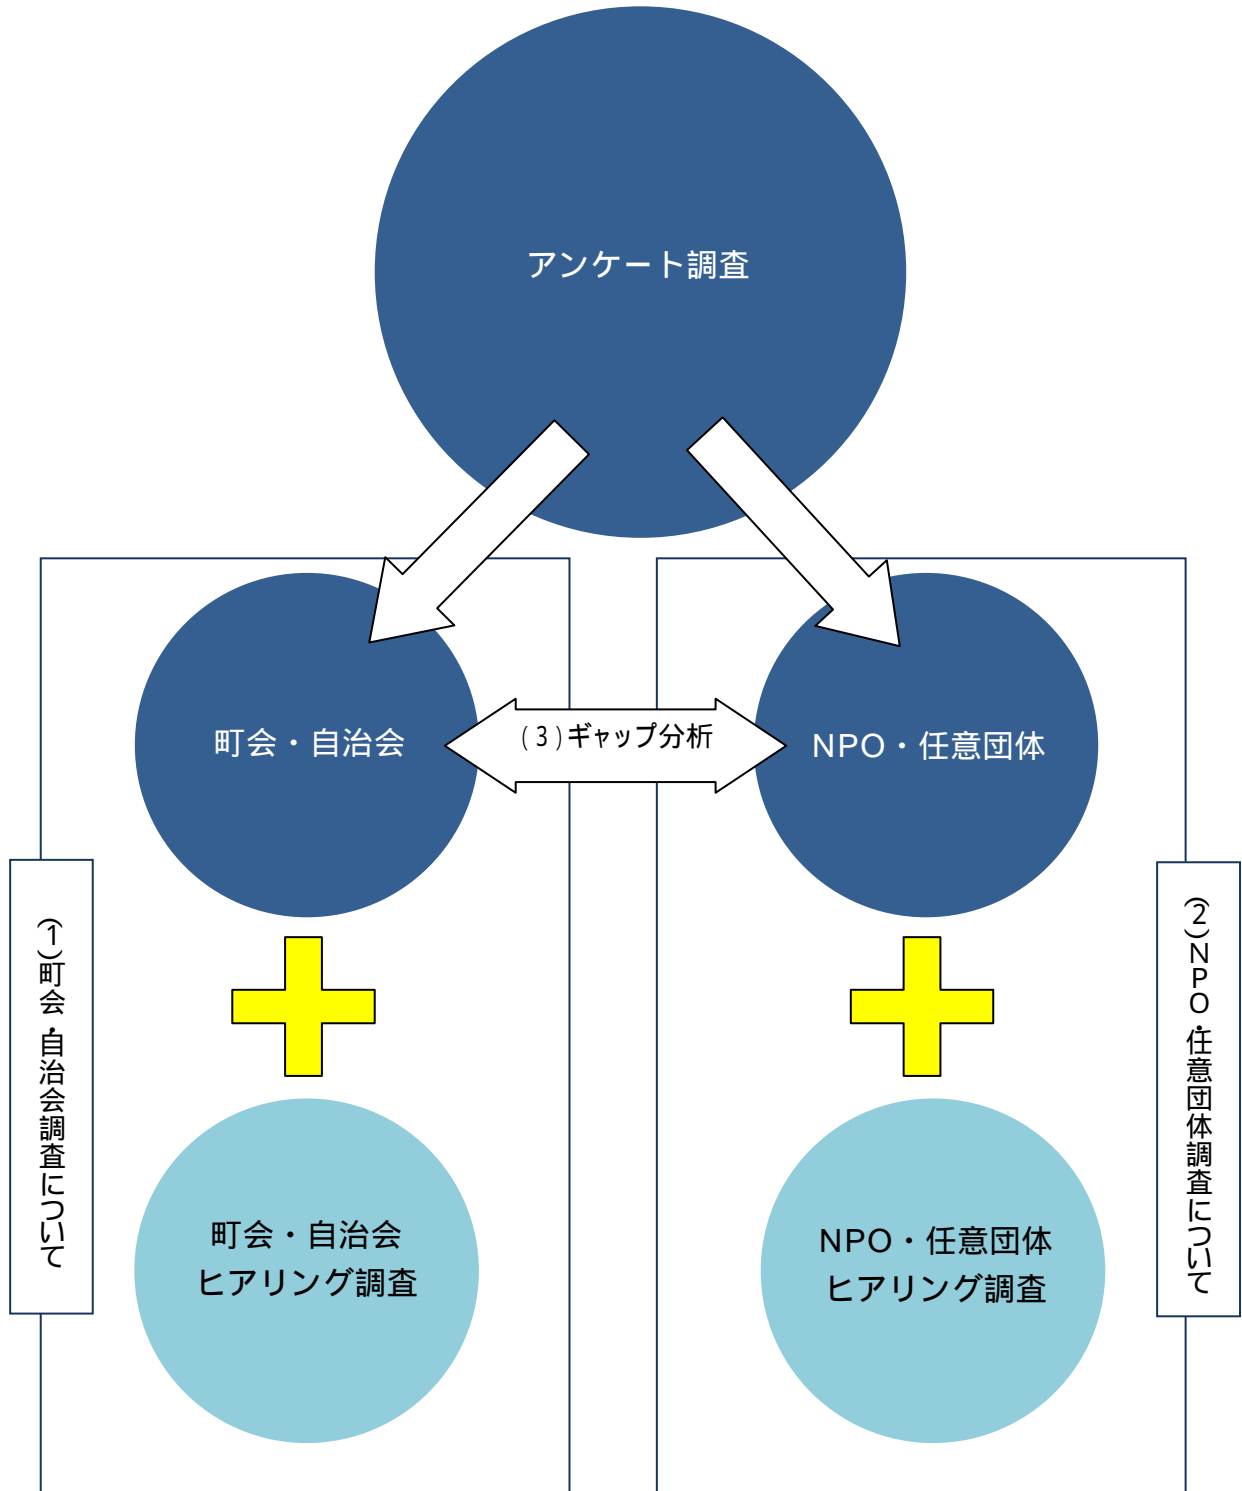 アンケート調査
町会・自治会
(3)ギャップ分析
NPO・任意団体
(1)町会・自治会調査について
(2)NPO・任意団体調査について
町会・自治会
ヒアリング調査
NPO・任意団体
ヒアリング調査